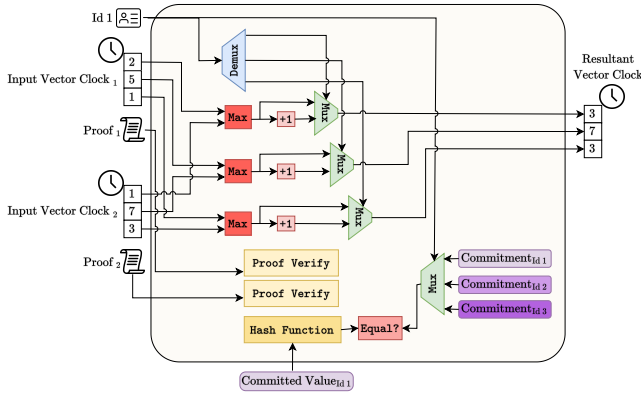 Id 1
Demux
Resultant
Vector Clock
Input Vector Clock 1
2
5
1
Max
+1
Mux
3
7
3
Proof 1
Max
+1
Mux
Input Vector Clock 2
1
7
3
Max
+1
Mux
Proof 2
Proof Verify
Proof Verify
Mux
Commitment Id 1
Commitment Id 2
Commitment Id 3
Hash Function
Equal?
Committed Value Id 1